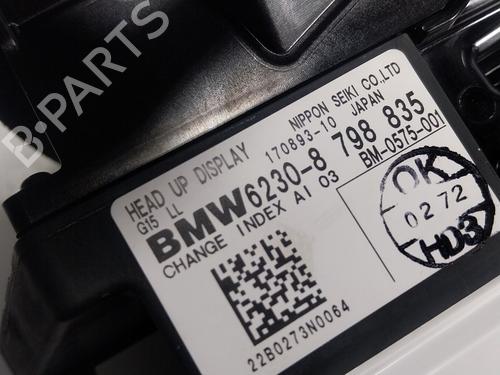 B-PARTS
HEAD UP DISPLAY NIPPON SEIKI CO.,LTD
G15 LL 170893-10 JAPAN
BMW 6230-8 798 835
CHANGE INDEX AI 03 BM-0575-001
OK
0272
HD3
22B0273N0064